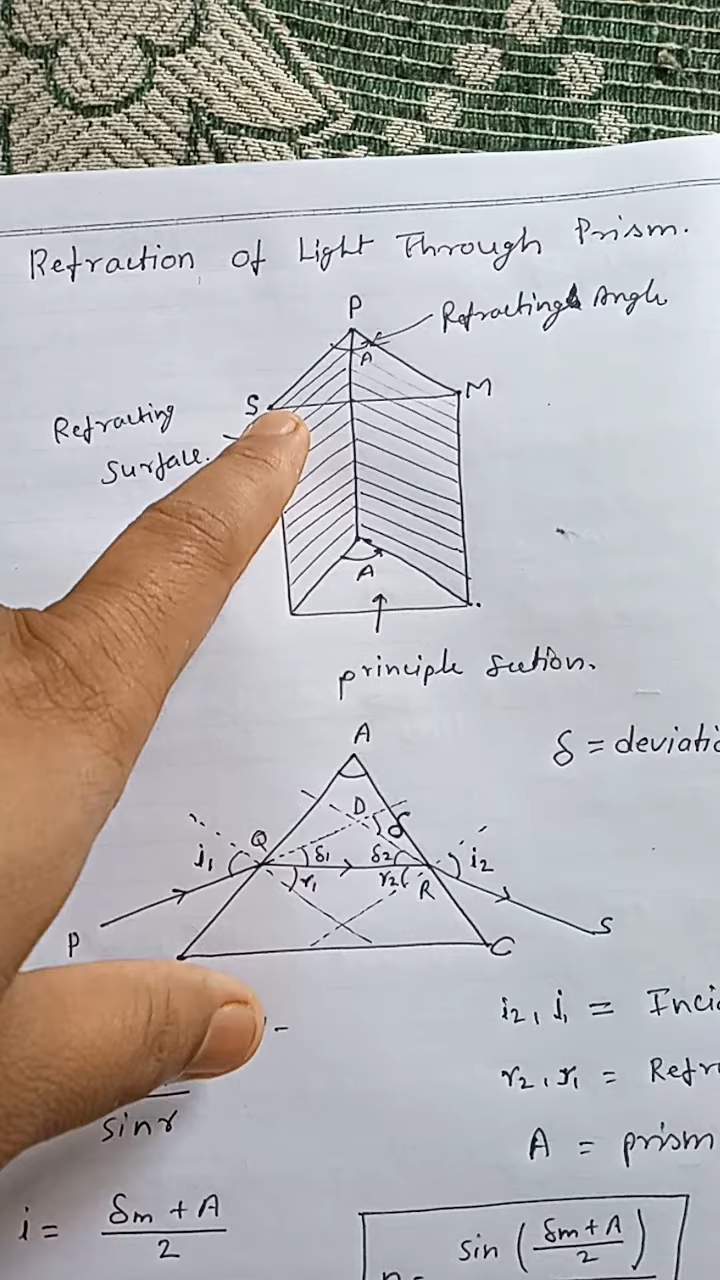 Refraction of Light Through Prism.
P
Refracting Angle
A
S
M
Refracting
Surface.
A
principle Section.
A
δ = deviatio
D
Q
δ
i₁
δ₁
δ₂
i₂
r₁
r₂
R
P
S
C
i₂, i₁ = Inci
r₂, r₁ = Refr
sinr
A = prism
i = δm + A / 2
sin (δm + A / 2)
n =